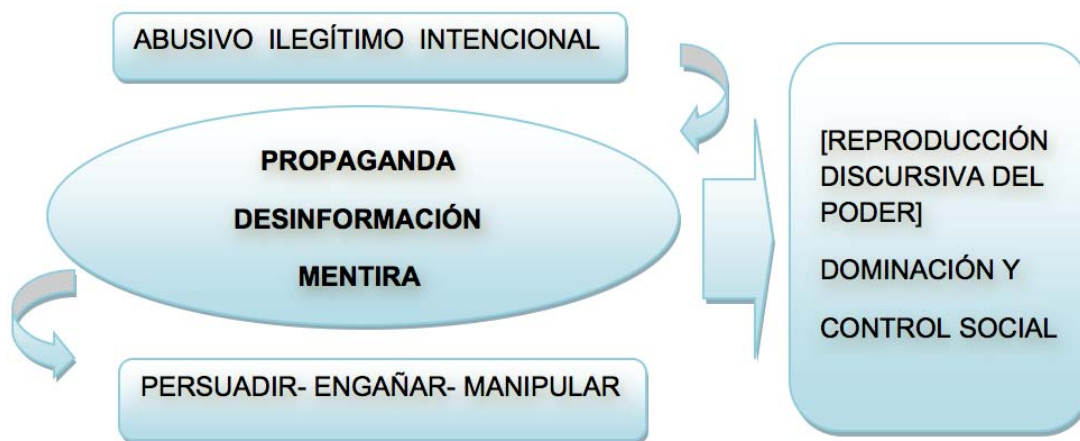 ABUSIVO ILEGÍTIMO INTENCIONAL
PROPAGANDA
DESINFORMACIÓN
MENTIRA
PERSUADIR- ENGAÑAR- MANIPULAR
[REPRODUCCIÓN
DISCURSIVA DEL
PODER]
DOMINACIÓN Y
CONTROL SOCIAL